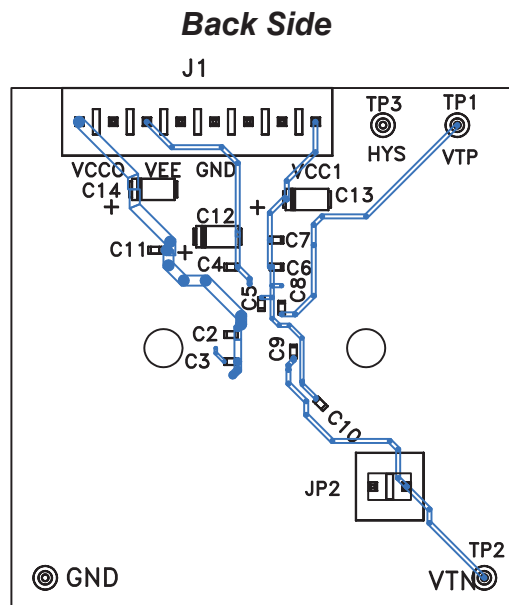 Back Side
J1
TP3 TP1
HYS VTP
VCCO VEE GND VCC1
C14
C13
C12
C7
C11
C4 C6
C5 C8
C2
C9
C3
C10
JP2
TP2
GND VTN